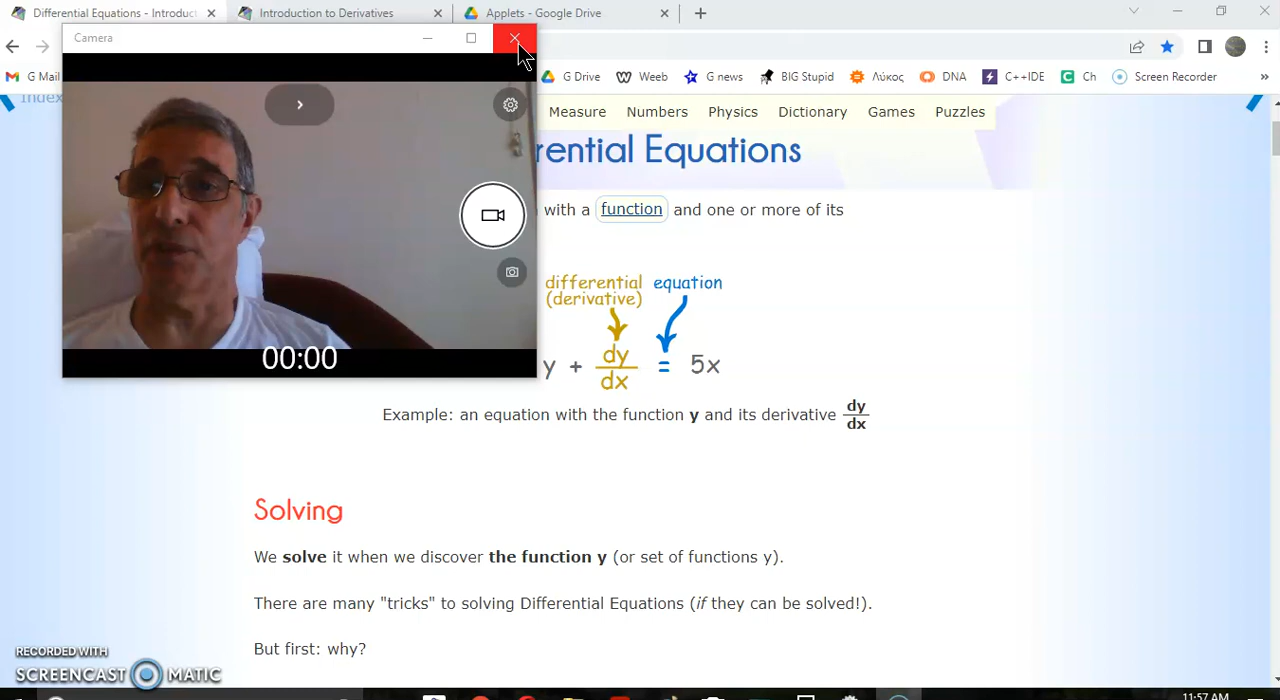 Differential Equations - Introduct
Introduction to Derivatives
Applets - Google Drive
Camera
G Mail
G Drive
Weeb
G news
BIG Stupid
Λύκος
DNA
C++IDE
Ch
Screen Recorder
»
Index
Measure
Numbers
Physics
Dictionary
Games
Puzzles
rential Equations
with a function and one or more of its
differential equation
(derivative)
y + dy/dx = 5x
Example: an equation with the function y and its derivative dy/dx
00:00
Solving
We solve it when we discover the function y (or set of functions y).
There are many "tricks" to solving Differential Equations (if they can be solved!).
But first: why?
RECORDED WITH
SCREENCAST MATIC
11:57 AM